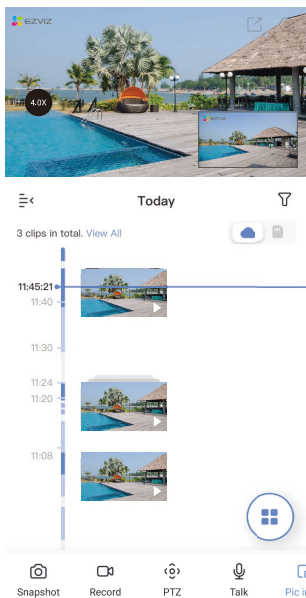 EZVIZ
4.0X
EZVIZ
Today
3 clips in total. View All
11:45:21
11:40
11:30
11:24
11:20
11:08
Snapshot
Record
PTZ
Talk
Pic in